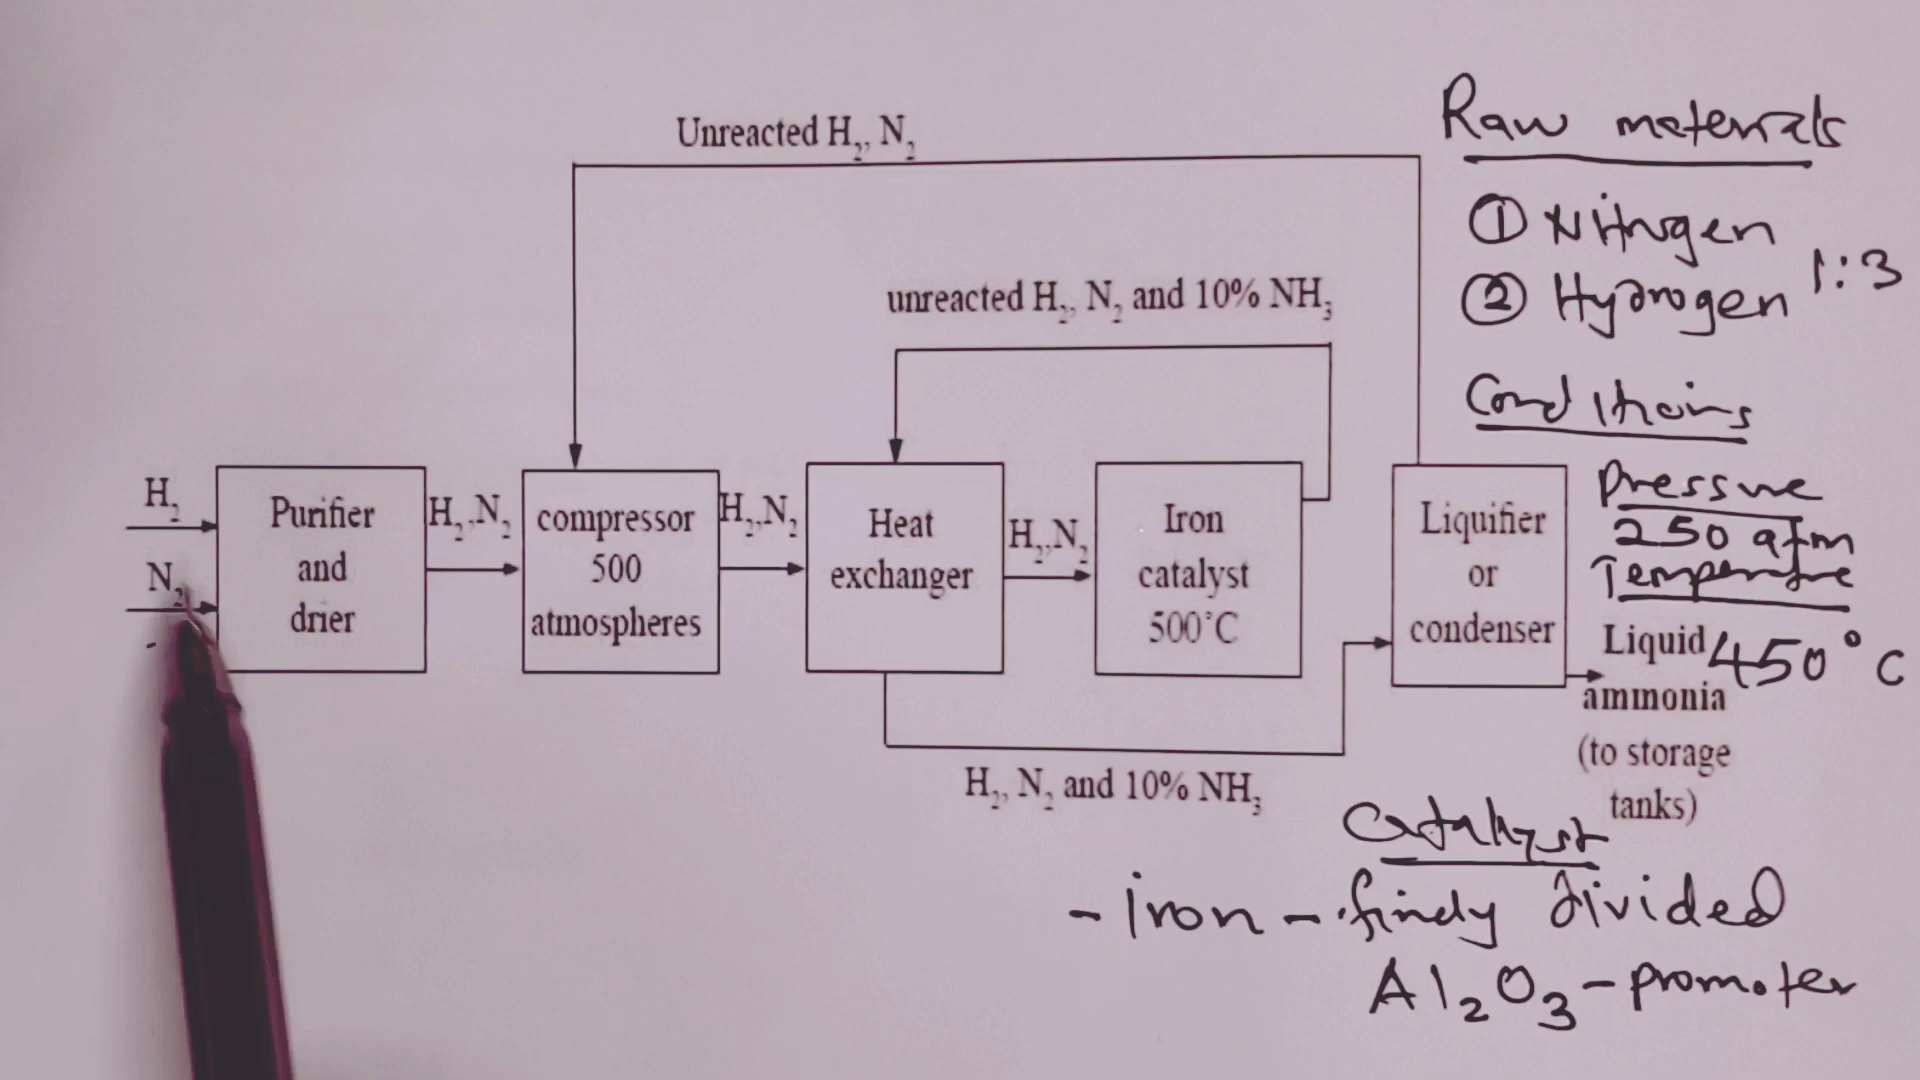 Unreacted H₂, N₂
unreacted H₂, N₂ and 10% NH₃
H₂
N₂
Purifier
and
drier
H₂,N₂
compressor
500
atmospheres
H₂,N₂
Heat
exchanger
H₂,N₂
Iron
catalyst
500°C
Liquifier
or
condenser
H₂, N₂ and 10% NH₃
Liquid
ammonia
(to storage
tanks)
Raw materials
① Nitrogen
② Hydrogen
1:3
Conditions
Pressure
250 atm
Temperature
450°C
Catalyst
- Iron - finely divided
Al₂O₃ - promoter